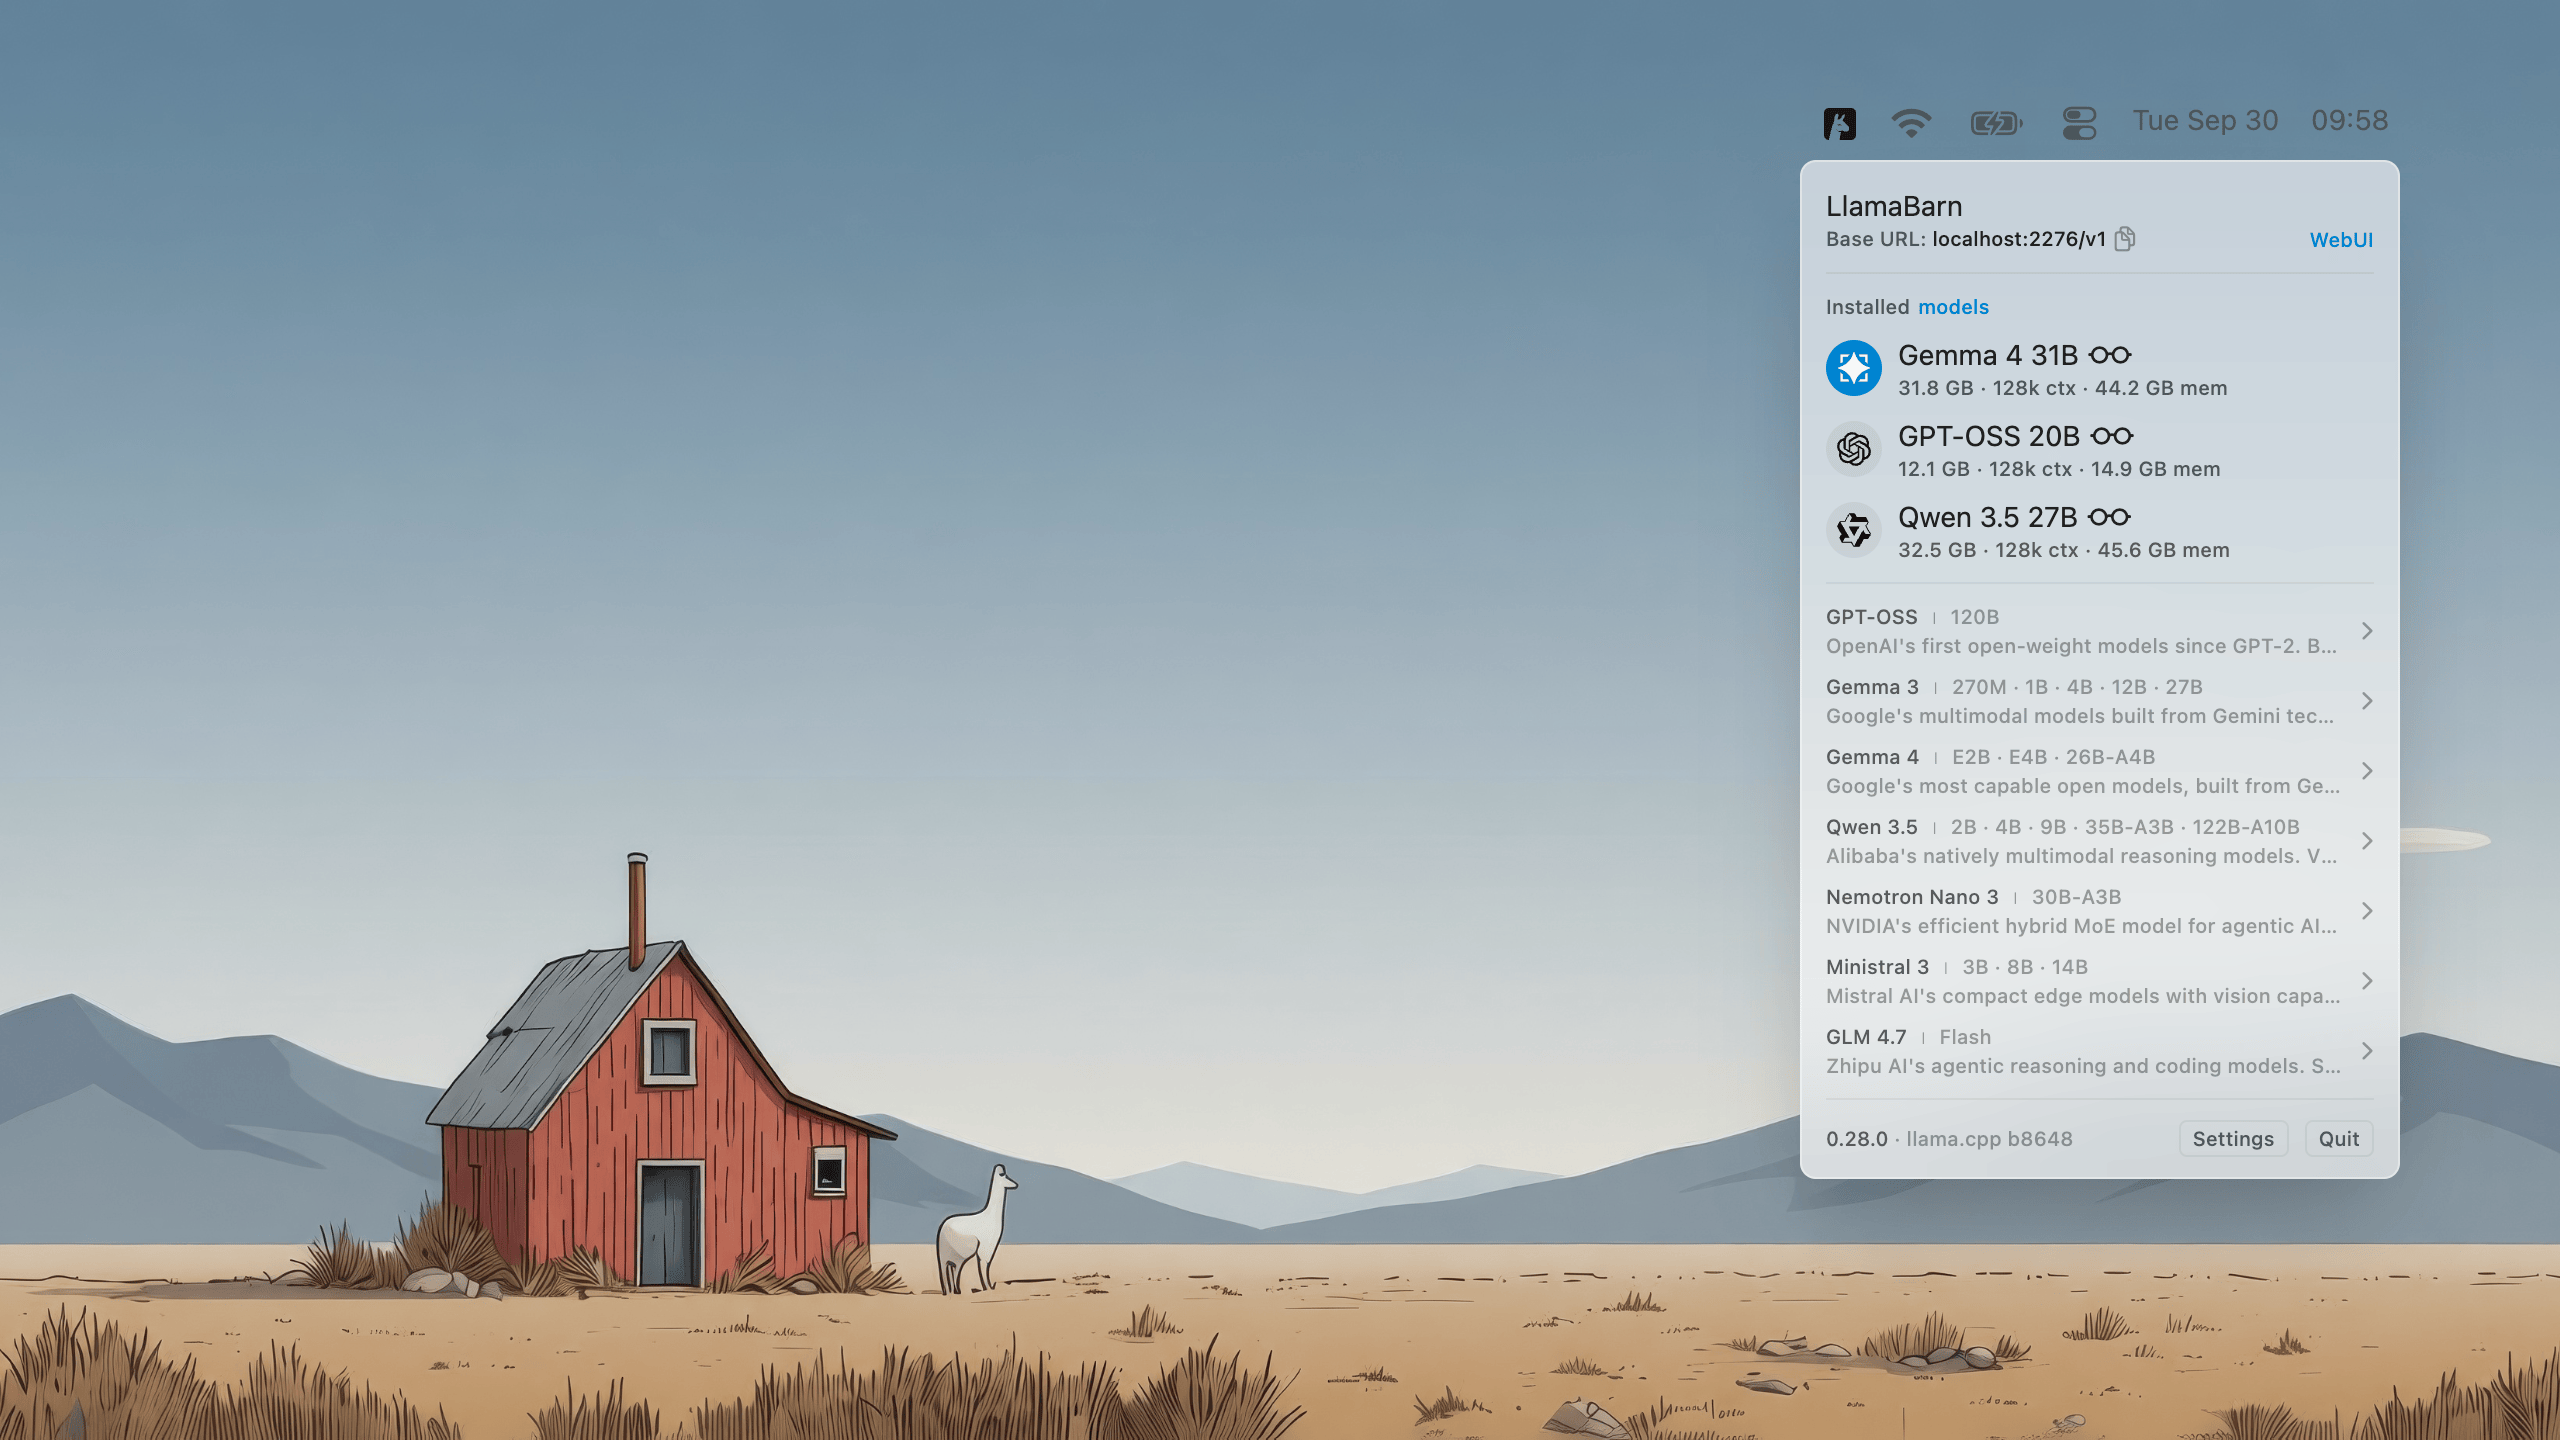 Tue Sep 30 09:58
LlamaBarn
Base URL: localhost:2276/v1
WebUI
Installed models
Gemma 4 31B
31.8 GB · 128k ctx · 44.2 GB mem
GPT-OSS 20B
12.1 GB · 128k ctx · 14.9 GB mem
Qwen 3.5 27B
32.5 GB · 128k ctx · 45.6 GB mem
GPT-OSS | 120B
OpenAI's first open-weight models since GPT-2. B...
Gemma 3 | 270M · 1B · 4B · 12B · 27B
Google's multimodal models built from Gemini tec...
Gemma 4 | E2B · E4B · 26B-A4B
Google's most capable open models, built from Ge...
Qwen 3.5 | 2B · 4B · 9B · 35B-A3B · 122B-A10B
Alibaba's natively multimodal reasoning models. V...
Nemotron Nano 3 | 30B-A3B
NVIDIA's efficient hybrid MoE model for agentic AI...
Ministral 3 | 3B · 8B · 14B
Mistral AI's compact edge models with vision capa...
GLM 4.7 | Flash
Zhipu AI's agentic reasoning and coding models. S...
0.28.0 · llama.cpp b8648
Settings
Quit